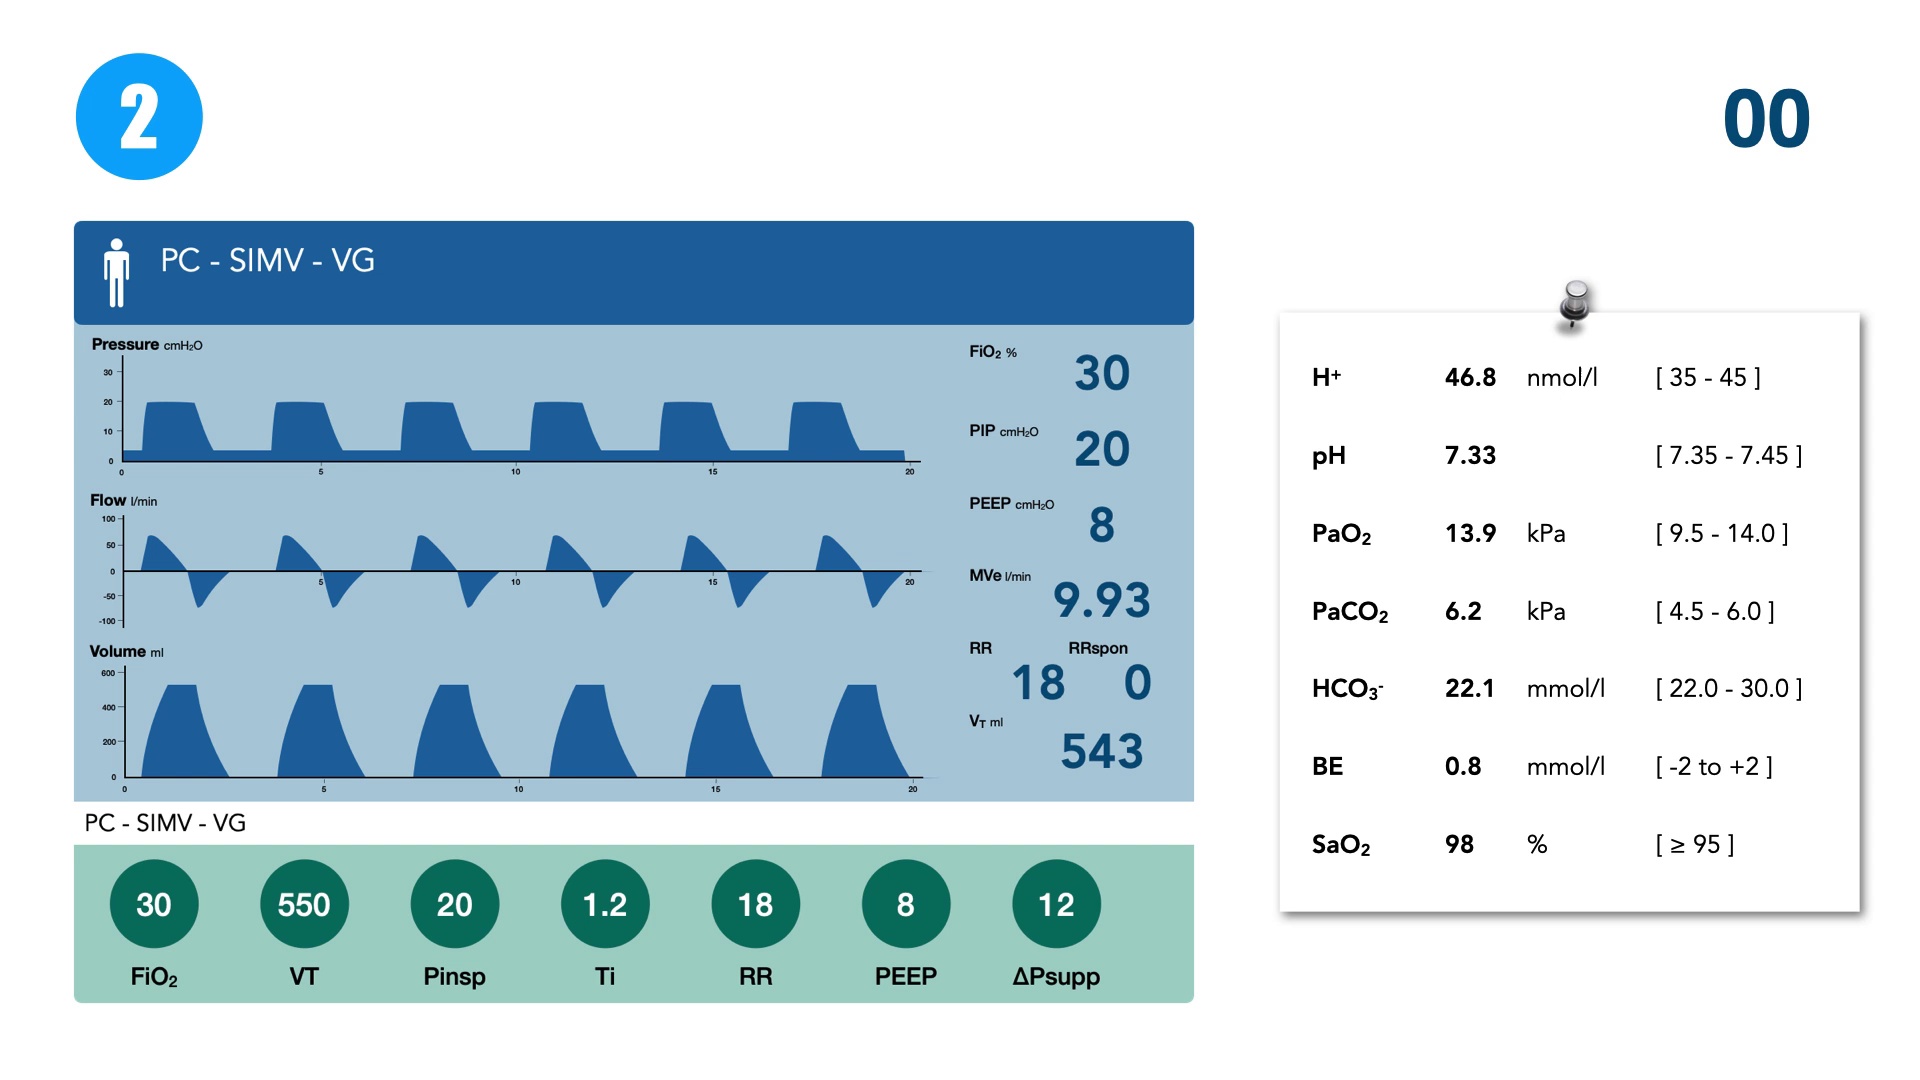 2
00
PC - SIMV - VG
Pressure cmH₂O
30
20
10
0
0 5 10 15 20
Flow l/min
100
50
0
-50
-100
5 10 15 20
Volume ml
600
400
200
0
0 5 10 15 20
FiO₂ %
30
PIP cmH₂O
20
PEEP cmH₂O
8
MVe l/min
9.93
RR RRspon
18 0
VT ml
543
PC - SIMV - VG
30 550 20 1.2 18 8 12
FiO₂ VT Pinsp Ti RR PEEP ΔPsupp
H⁺ 46.8 nmol/l [ 35 - 45 ]
pH 7.33 [ 7.35 - 7.45 ]
PaO₂ 13.9 kPa [ 9.5 - 14.0 ]
PaCO₂ 6.2 kPa [ 4.5 - 6.0 ]
HCO₃⁻ 22.1 mmol/l [ 22.0 - 30.0 ]
BE 0.8 mmol/l [ -2 to +2 ]
SaO₂ 98 % [ ≥ 95 ]